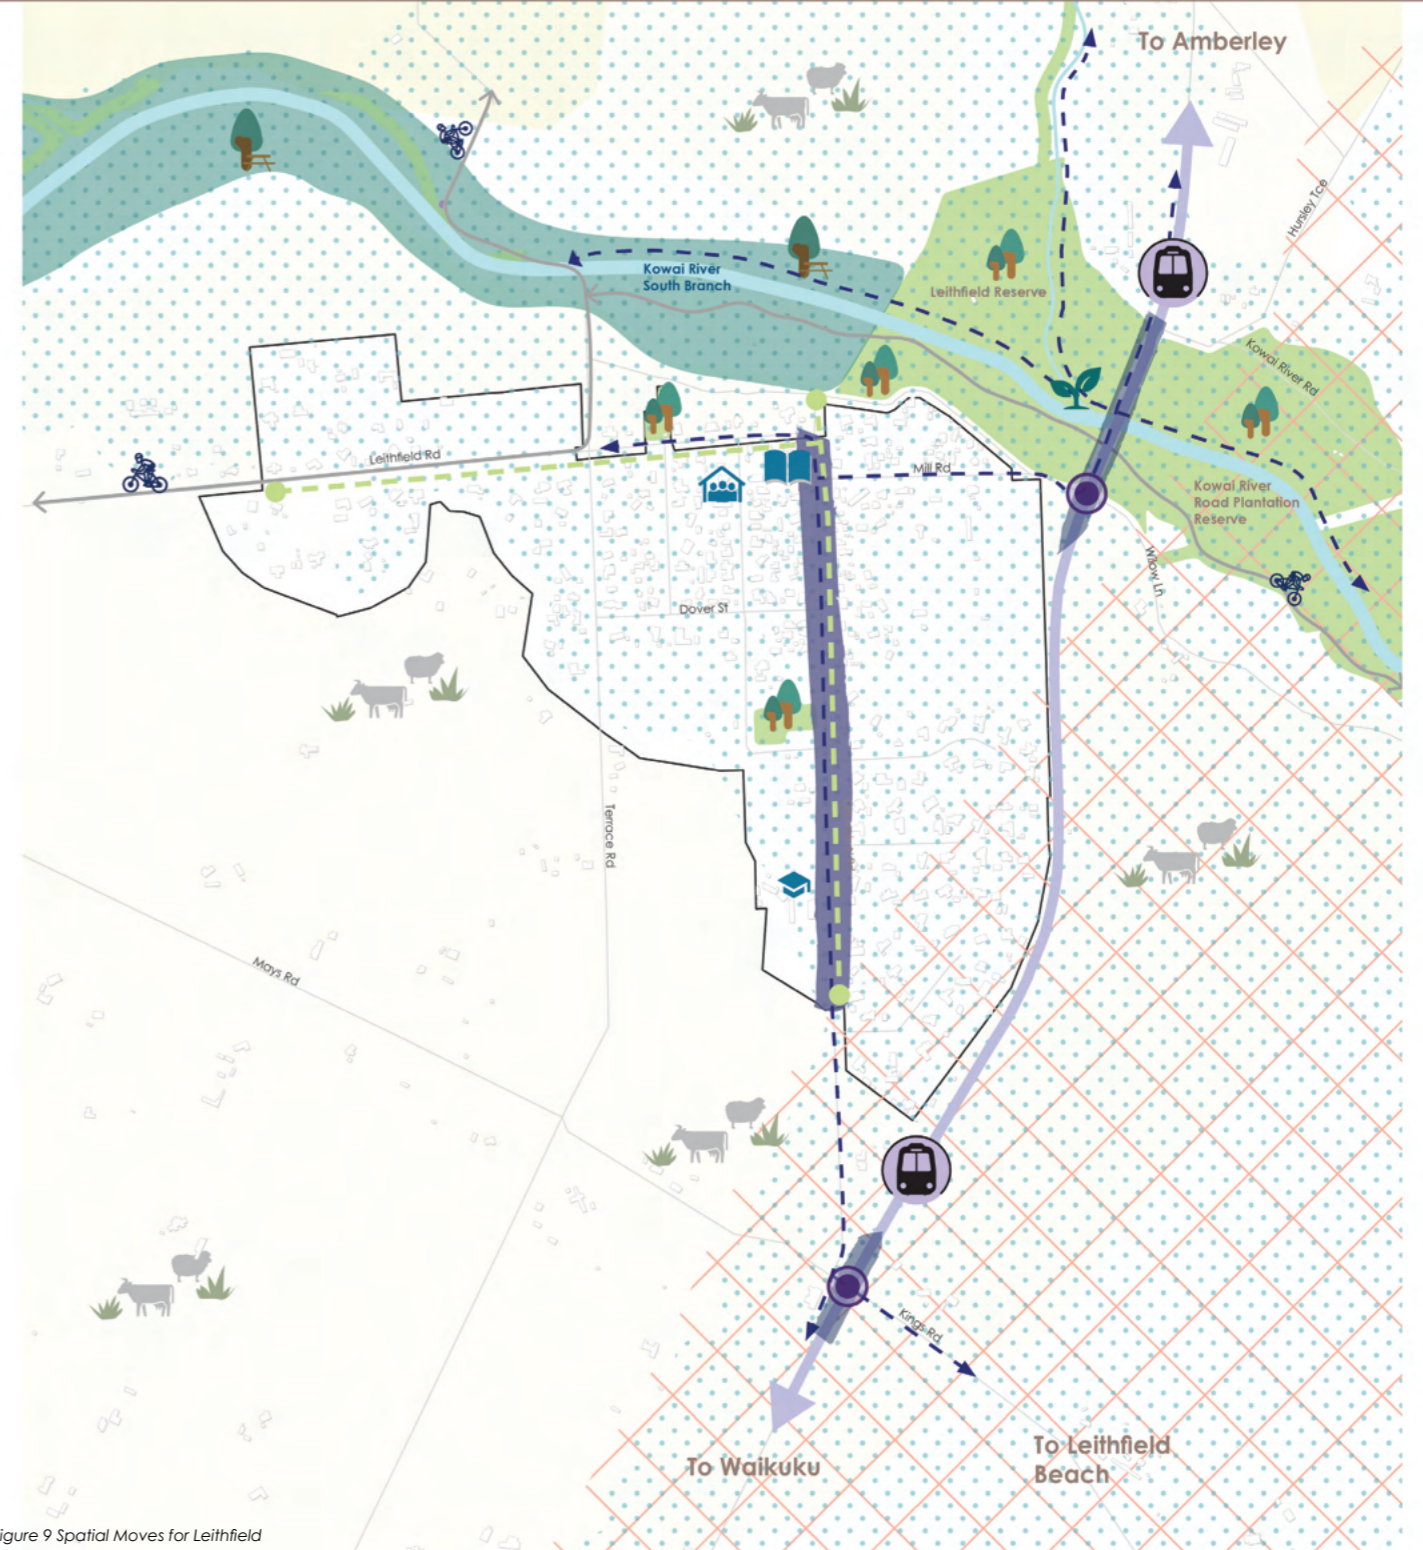 To Amberley
Hursley Tce
Kowai River
South Branch
Leithfield Reserve
Kowai River Rd
Leithfield Rd
Mill Rd
Kowai River
Road Plantation
Reserve
Willow Ln
Dover St
Terrace Rd
Mays Rd
Kings Rd
To Leithfield
Beach
To Waikuku
igure 9 Spatial Moves for Leithfield